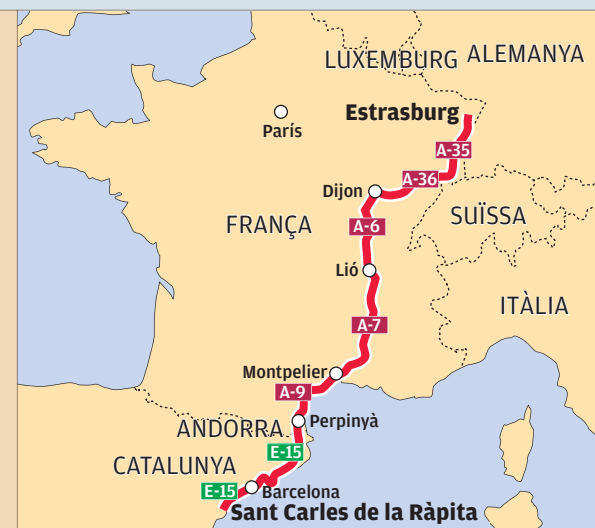 LUXEMBURG
ALEMANYA
Estrasburg
París
A-35
A-36
Dijon
SUÏSSA
FRANÇA
A-6
Lió
ITÀLIA
A-7
Montpelier
A-9
Perpinyà
ANDORRA
E-15
CATALUNYA
E-15
Barcelona
Sant Carles de la Ràpita